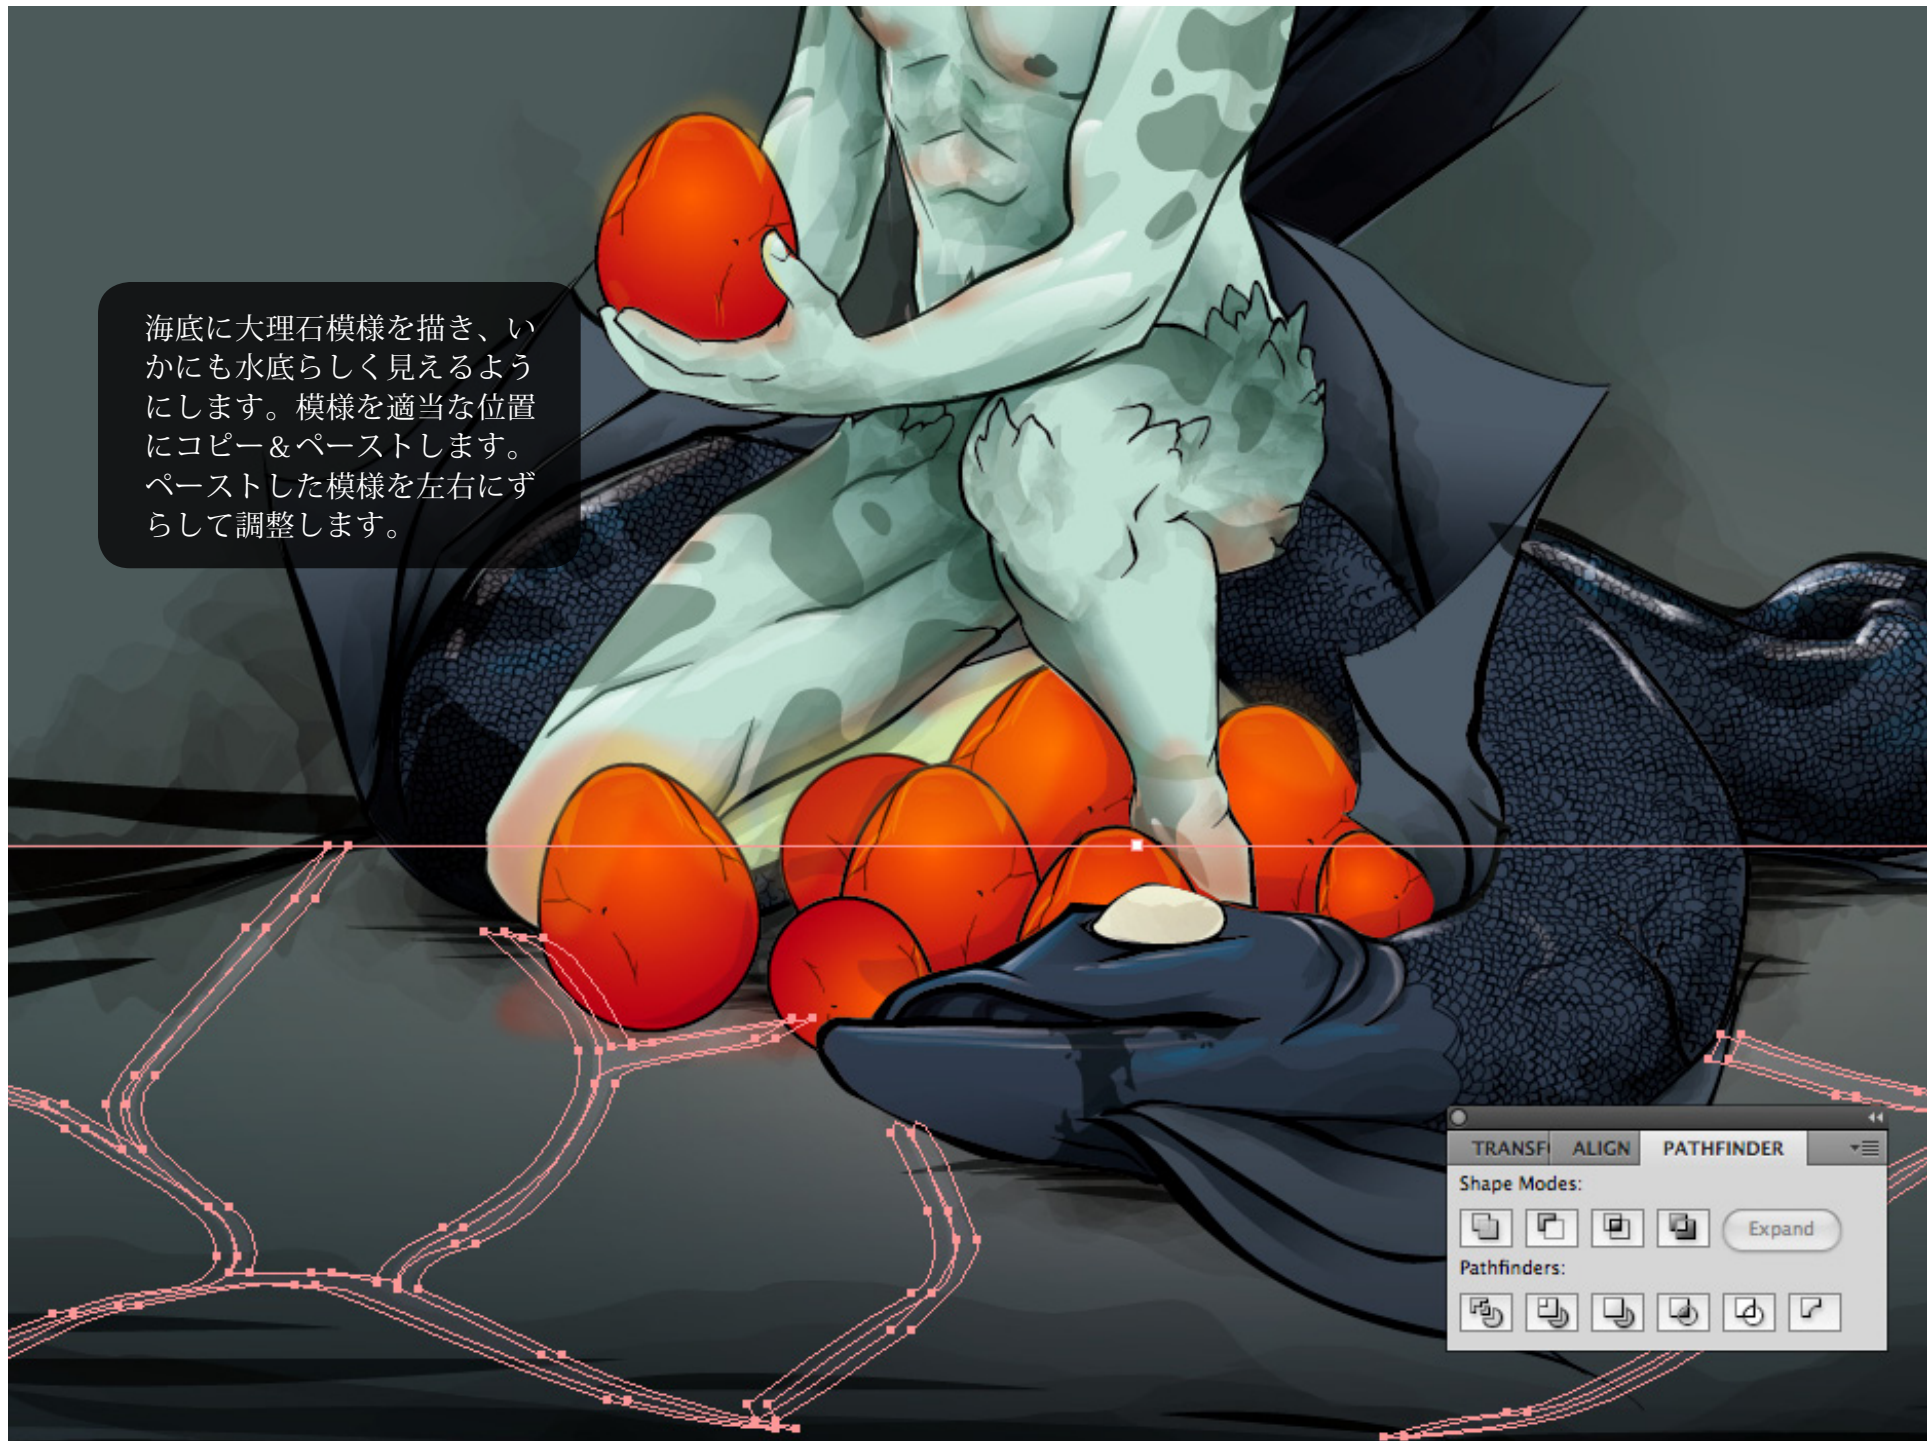 海底に大理石模様を描き、い
かにも水底らしく見えるよう
にします。模様を適当な位置
にコピー＆ペーストします。
ペーストした模様を左右にず
らして調整します。
TRANSF ALIGN PATHFINDER
Shape Modes:
Expand
Pathfinders: